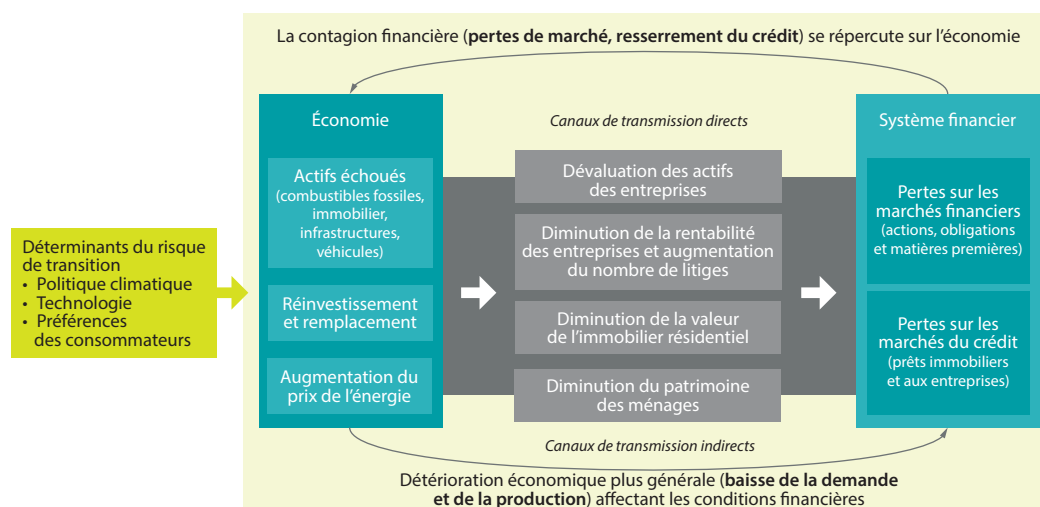 La contagion financière (pertes de marché, resserrement du crédit) se répercute sur l’économie
Déterminants du risque
de transition
• Politique climatique
• Technologie
• Préférences
des consommateurs
Économie
Actifs échoués
(combustibles fossiles,
immobilier,
infrastructures,
véhicules)
Réinvestissement
et remplacement
Augmentation du
prix de l’énergie
Canaux de transmission directs
Dévaluation des actifs
des entreprises
Diminution de la rentabilité
des entreprises et augmentation
du nombre de litiges
Diminution de la valeur
de l’immobilier résidentiel
Diminution du patrimoine
des ménages
Canaux de transmission indirects
Système financier
Pertes sur les
marchés financiers
(actions, obligations
et matières premières)
Pertes sur les
marchés du crédit
(prêts immobiliers
et aux entreprises)
Détérioration économique plus générale (baisse de la demande
et de la production) affectant les conditions financières